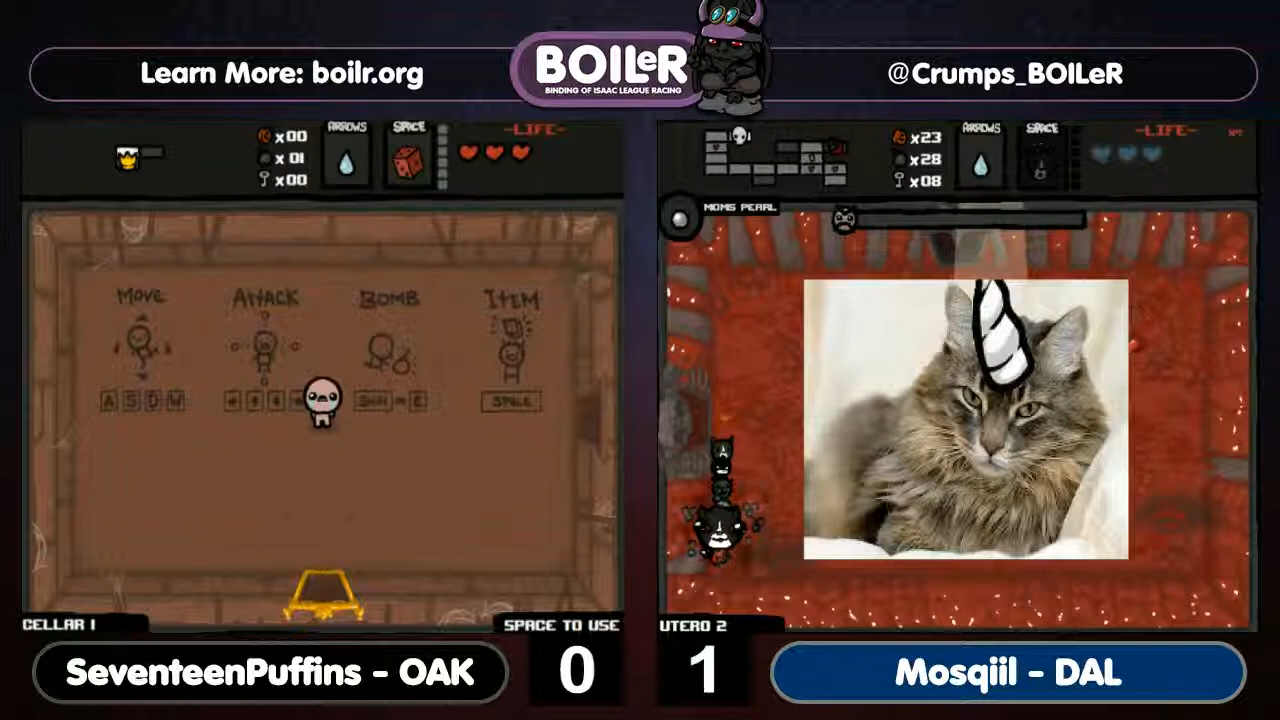 Learn More: boilr.org
BOILeR
BINDING OF ISAAC LEAGUE RACING
@Crumps_BOILeR
x00
x01
x00
ARROWS
SPACE
-LIFE-
x23
x28
x08
ARROWS
SPACE
-LIFE-
MOMS PEARL
MOVE
ATTACK
BOMB
ITEM
A S D W
E
SPACE
CELLAR I
SPACE TO USE
UTERO 2
SeventeenPuffins - OAK
0
1
Mosqiil - DAL